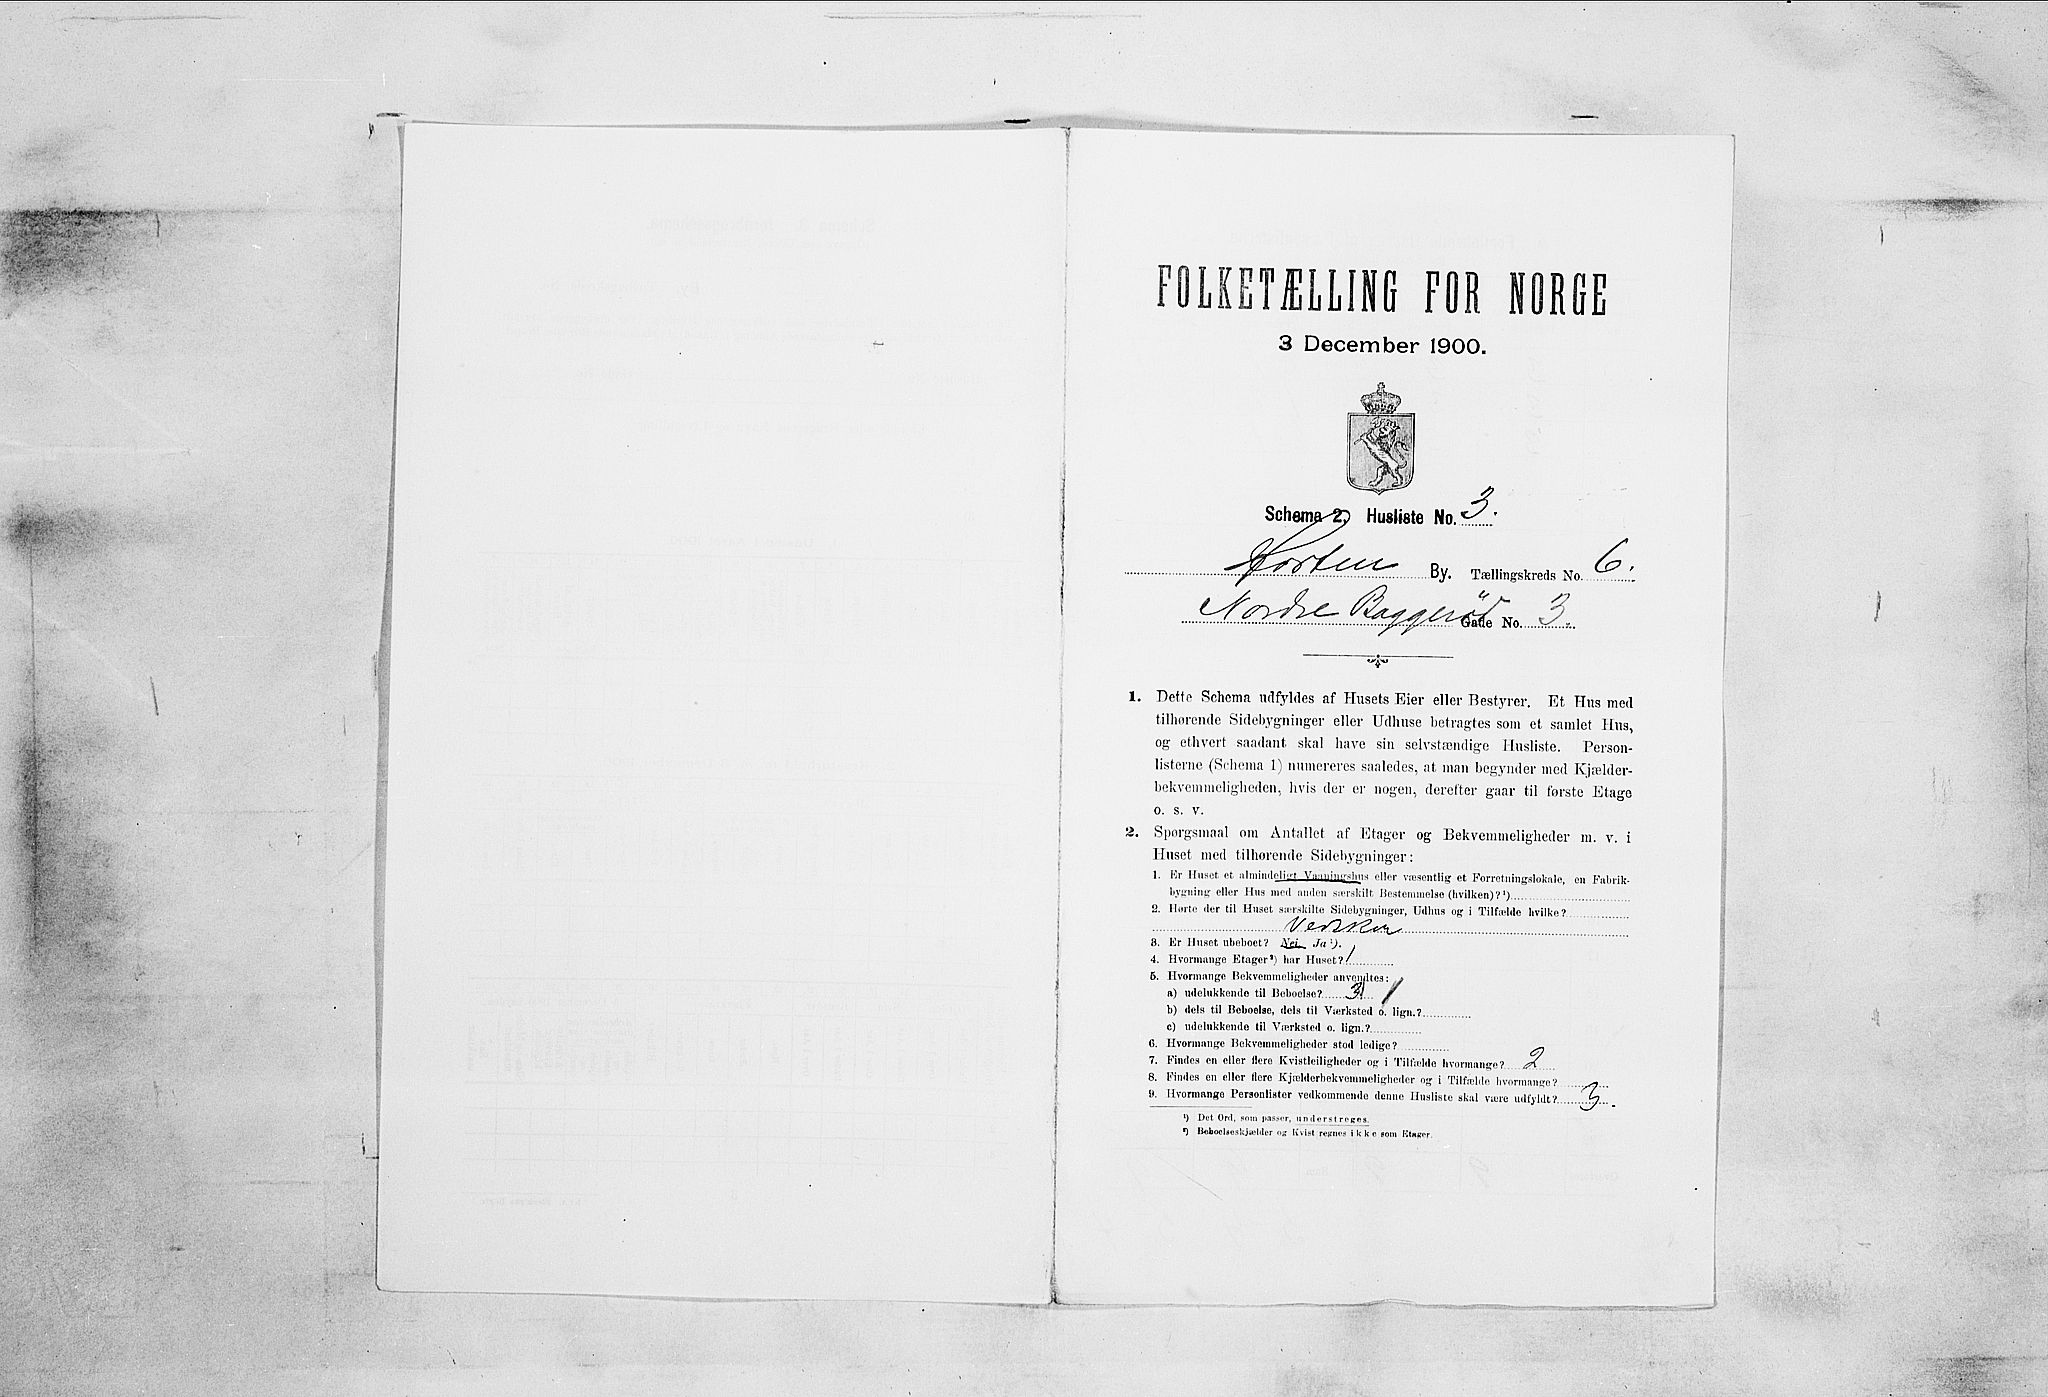 FOLKETÆLLING FOR NORGE
3 December 1900.
Schema 2. Husliste No. 3.
Horten By. Tællingskreds No. 6.
Nordre Baggerød Gade No. 3.
1. Dette Schema udfyldes af Husets Eier eller Bestyrer. Et Hus med
tilhørende Sidebygninger eller Udhuse betragtes som et samlet Hus,
og ethvert saadant skal have sin selvstændige Husliste. Person-
listerne (Schema 1) numereres saaledes, at man begynder med Kjælder-
bekvemmeligheden, hvis der er nogen, derefter gaar til første Etage
o. s. v.
2. Spørgsmaal om Antallet af Etager og Bekvemmeligheder m. v. i
Huset med tilhørende Sidebygninger:
1. Er Huset et almindeligt Vaaningshus eller væsentlig et Forretningslokale, en Fabrik-
bygning eller Hus med anden særskilt Bestemmelse (hvilken)? ¹)
2. Hørte der til Huset særskilte Sidebygninger, Udhus og i Tilfælde hvilke?
3. Er Huset ubeboet? Nei. Ja ¹).
4. Hvormange Etager ²) har Huset? 1
5. Hvormange Bekvemmeligheder anvendtes:
a) udelukkende til Beboelse? 3
b) dels til Beboelse, dels til Værksted o. lign.?
c) udelukkende til Værksted o. lign.?
6. Hvormange Bekvemmeligheder stod ledige?
7. Findes en eller flere Kvistleiligheder og i Tilfælde hvormange? 2
8. Findes en eller flere Kjælderbekvemmeligheder og i Tilfælde hvormange?
9. Hvormange Personlister vedkommende denne Husliste skal være udfyldt? 3.
¹) Det Ord, som passer, understreges.
²) Beboelseskjælder og Kvist regnes ikke som Etager.